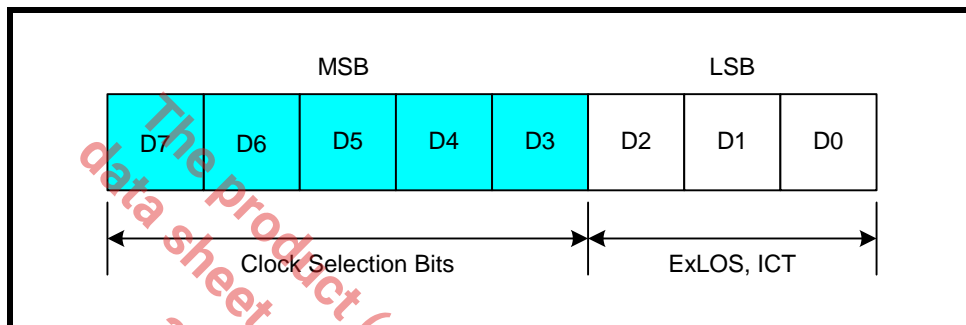 MSB LSB
D7 D6 D5 D4 D3 D2 D1 D0
Clock Selection Bits ExLOS, ICT
The product (
data sheet